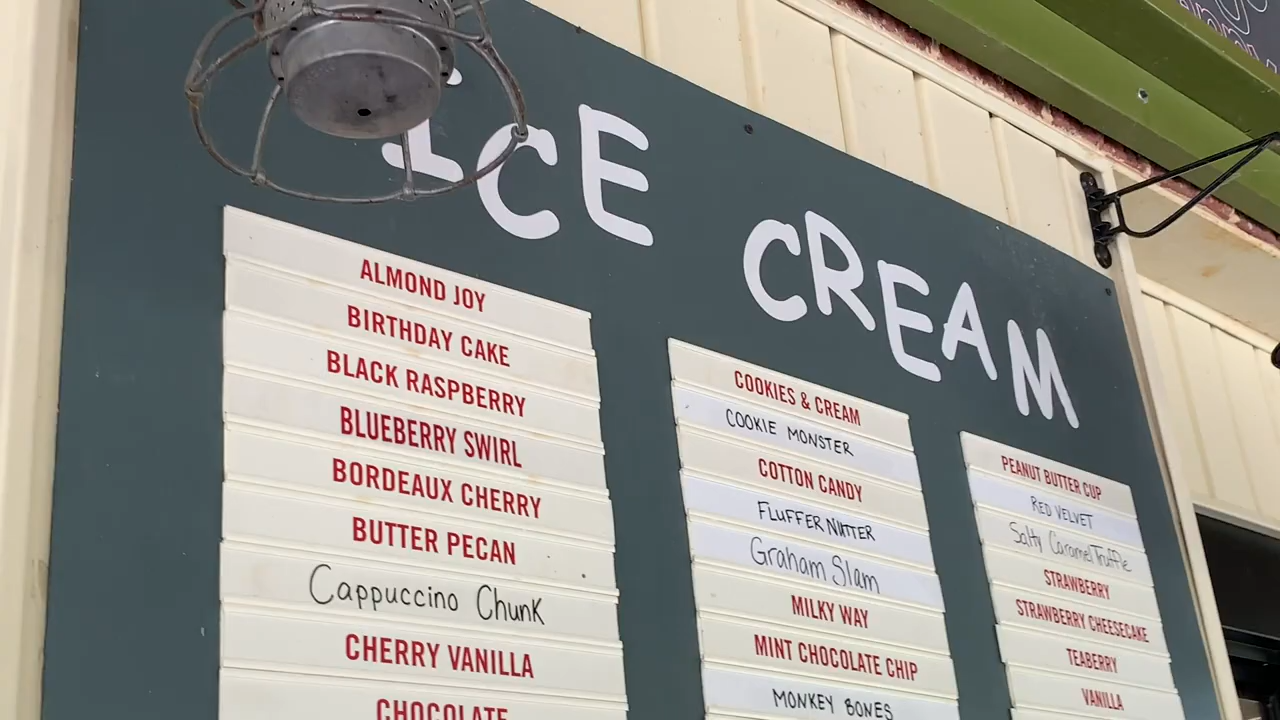 ICE CREAM
ALMOND JOY
BIRTHDAY CAKE
BLACK RASPBERRY
BLUEBERRY SWIRL
BORDEAUX CHERRY
BUTTER PECAN
Cappuccino Chunk
CHERRY VANILLA
CHOCOLATE
COOKIES & CREAM
COOKIE MONSTER
COTTON CANDY
FLUFFERNUTTER
Graham Slam
MILKY WAY
MINT CHOCOLATE CHIP
MONKEY BONES
PEANUT BUTTER CUP
RED VELVET
Salty Caramel Truffle
STRAWBERRY
STRAWBERRY CHEESECAKE
TEABERRY
VANILLA